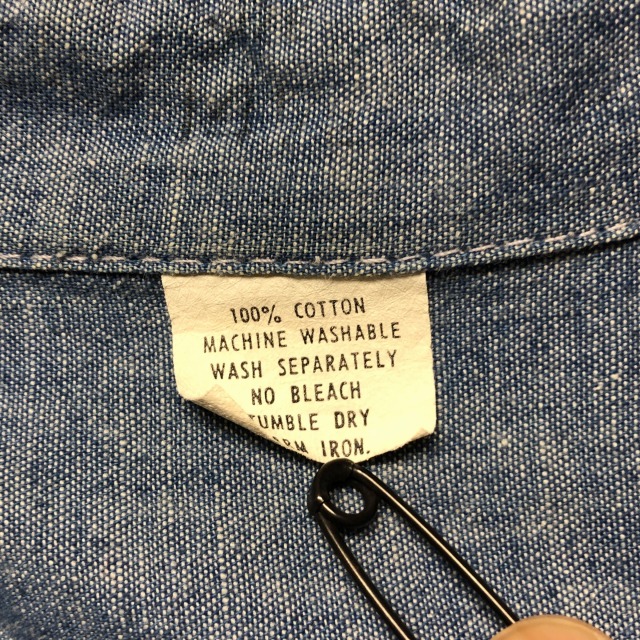 100% COTTON
MACHINE WASHABLE
WASH SEPARATELY
NO BLEACH
TUMBLE DRY
IRON.